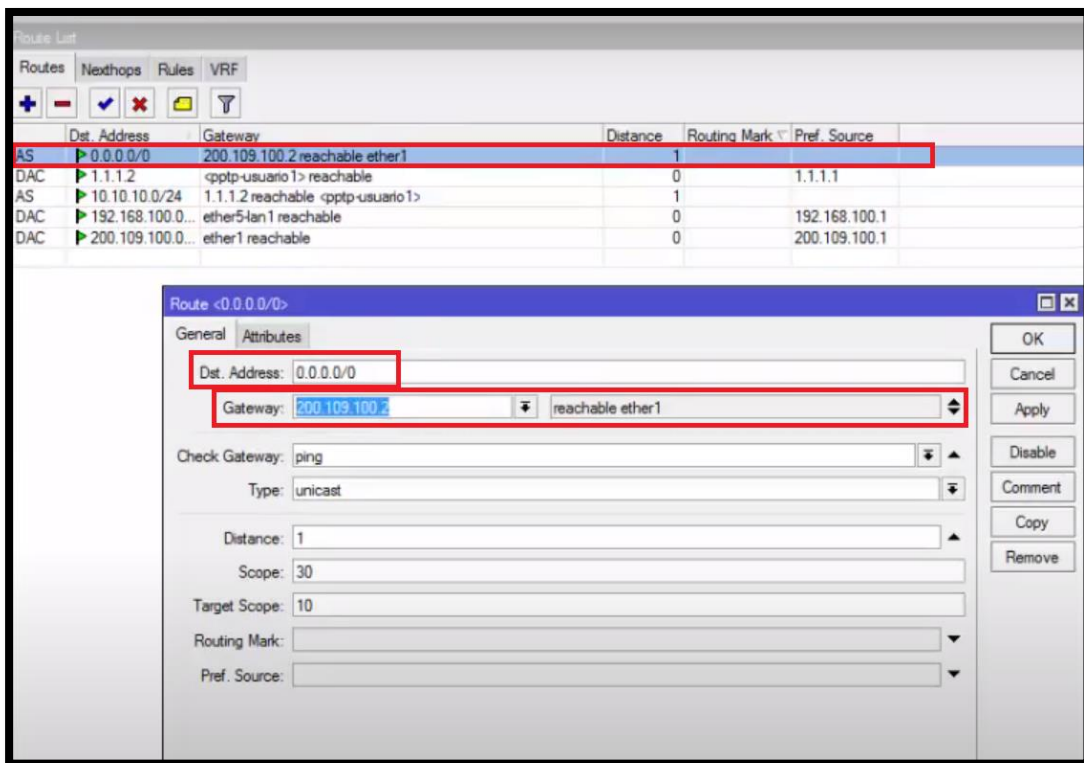 Route List
Routes Nexthops Rules VRF
Dst. Address Gateway Distance Routing Mark Pref. Source
AS 0.0.0.0/0 200.109.100.2 reachable ether1 1
DAC 1.1.1.2 <pptp-usuario1> reachable 0 1.1.1.1
AS 10.10.10.0/24 1.1.1.2 reachable <pptp-usuario1> 1
DAC 192.168.100.0... ether5-lan1 reachable 0 192.168.100.1
DAC 200.109.100.0... ether1 reachable 0 200.109.100.1
Route <0.0.0.0/0>
General Attributes
Dst. Address: 0.0.0.0/0
Gateway: 200.109.100.2 reachable ether1
Check Gateway: ping
Type: unicast
Distance: 1
Scope: 30
Target Scope: 10
Routing Mark:
Pref. Source:
OK
Cancel
Apply
Disable
Comment
Copy
Remove